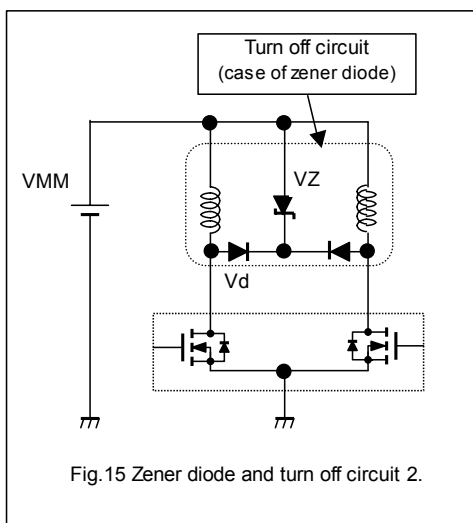 Turn off circuit
(case of zener diode)
VMM
VZ
Vd
Fig.15 Zener diode and turn off circuit 2.